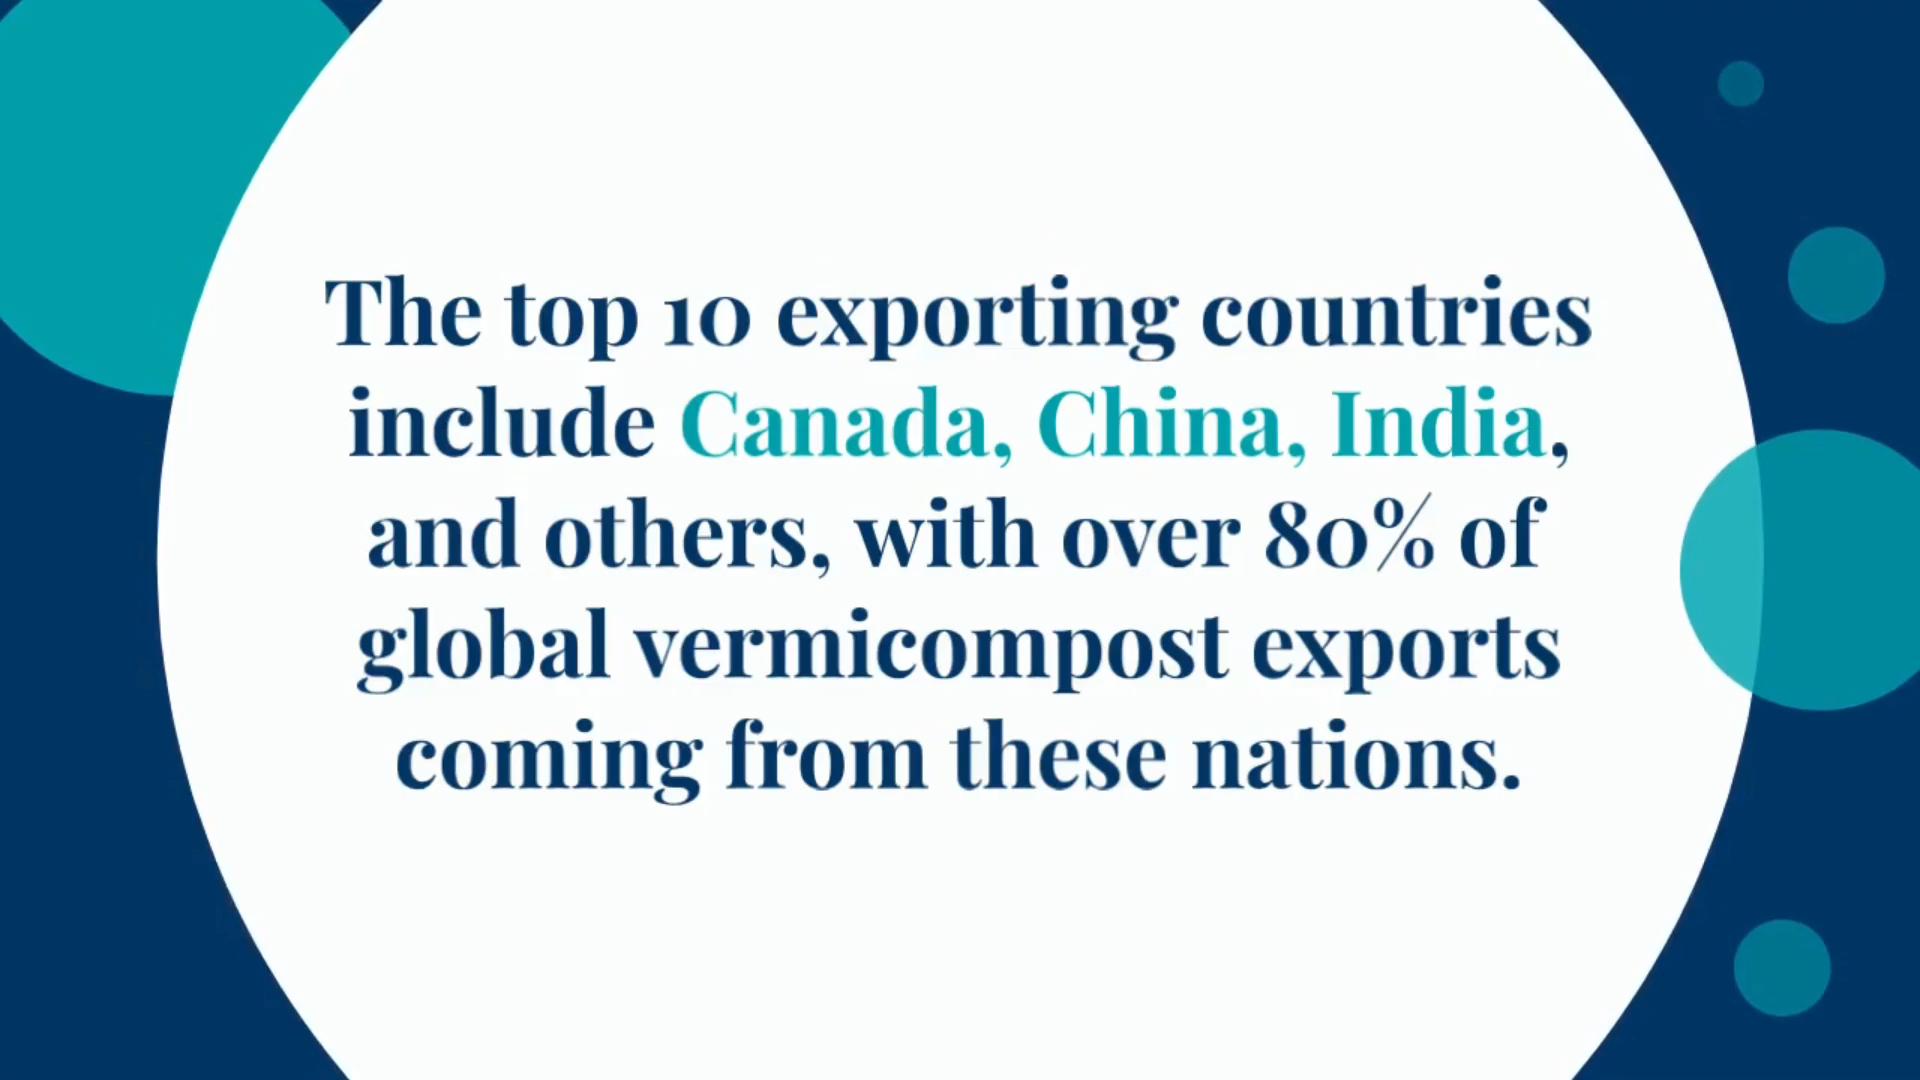 The top 10 exporting countries
include Canada, China, India,
and others, with over 80% of
global vermicompost exports
coming from these nations.